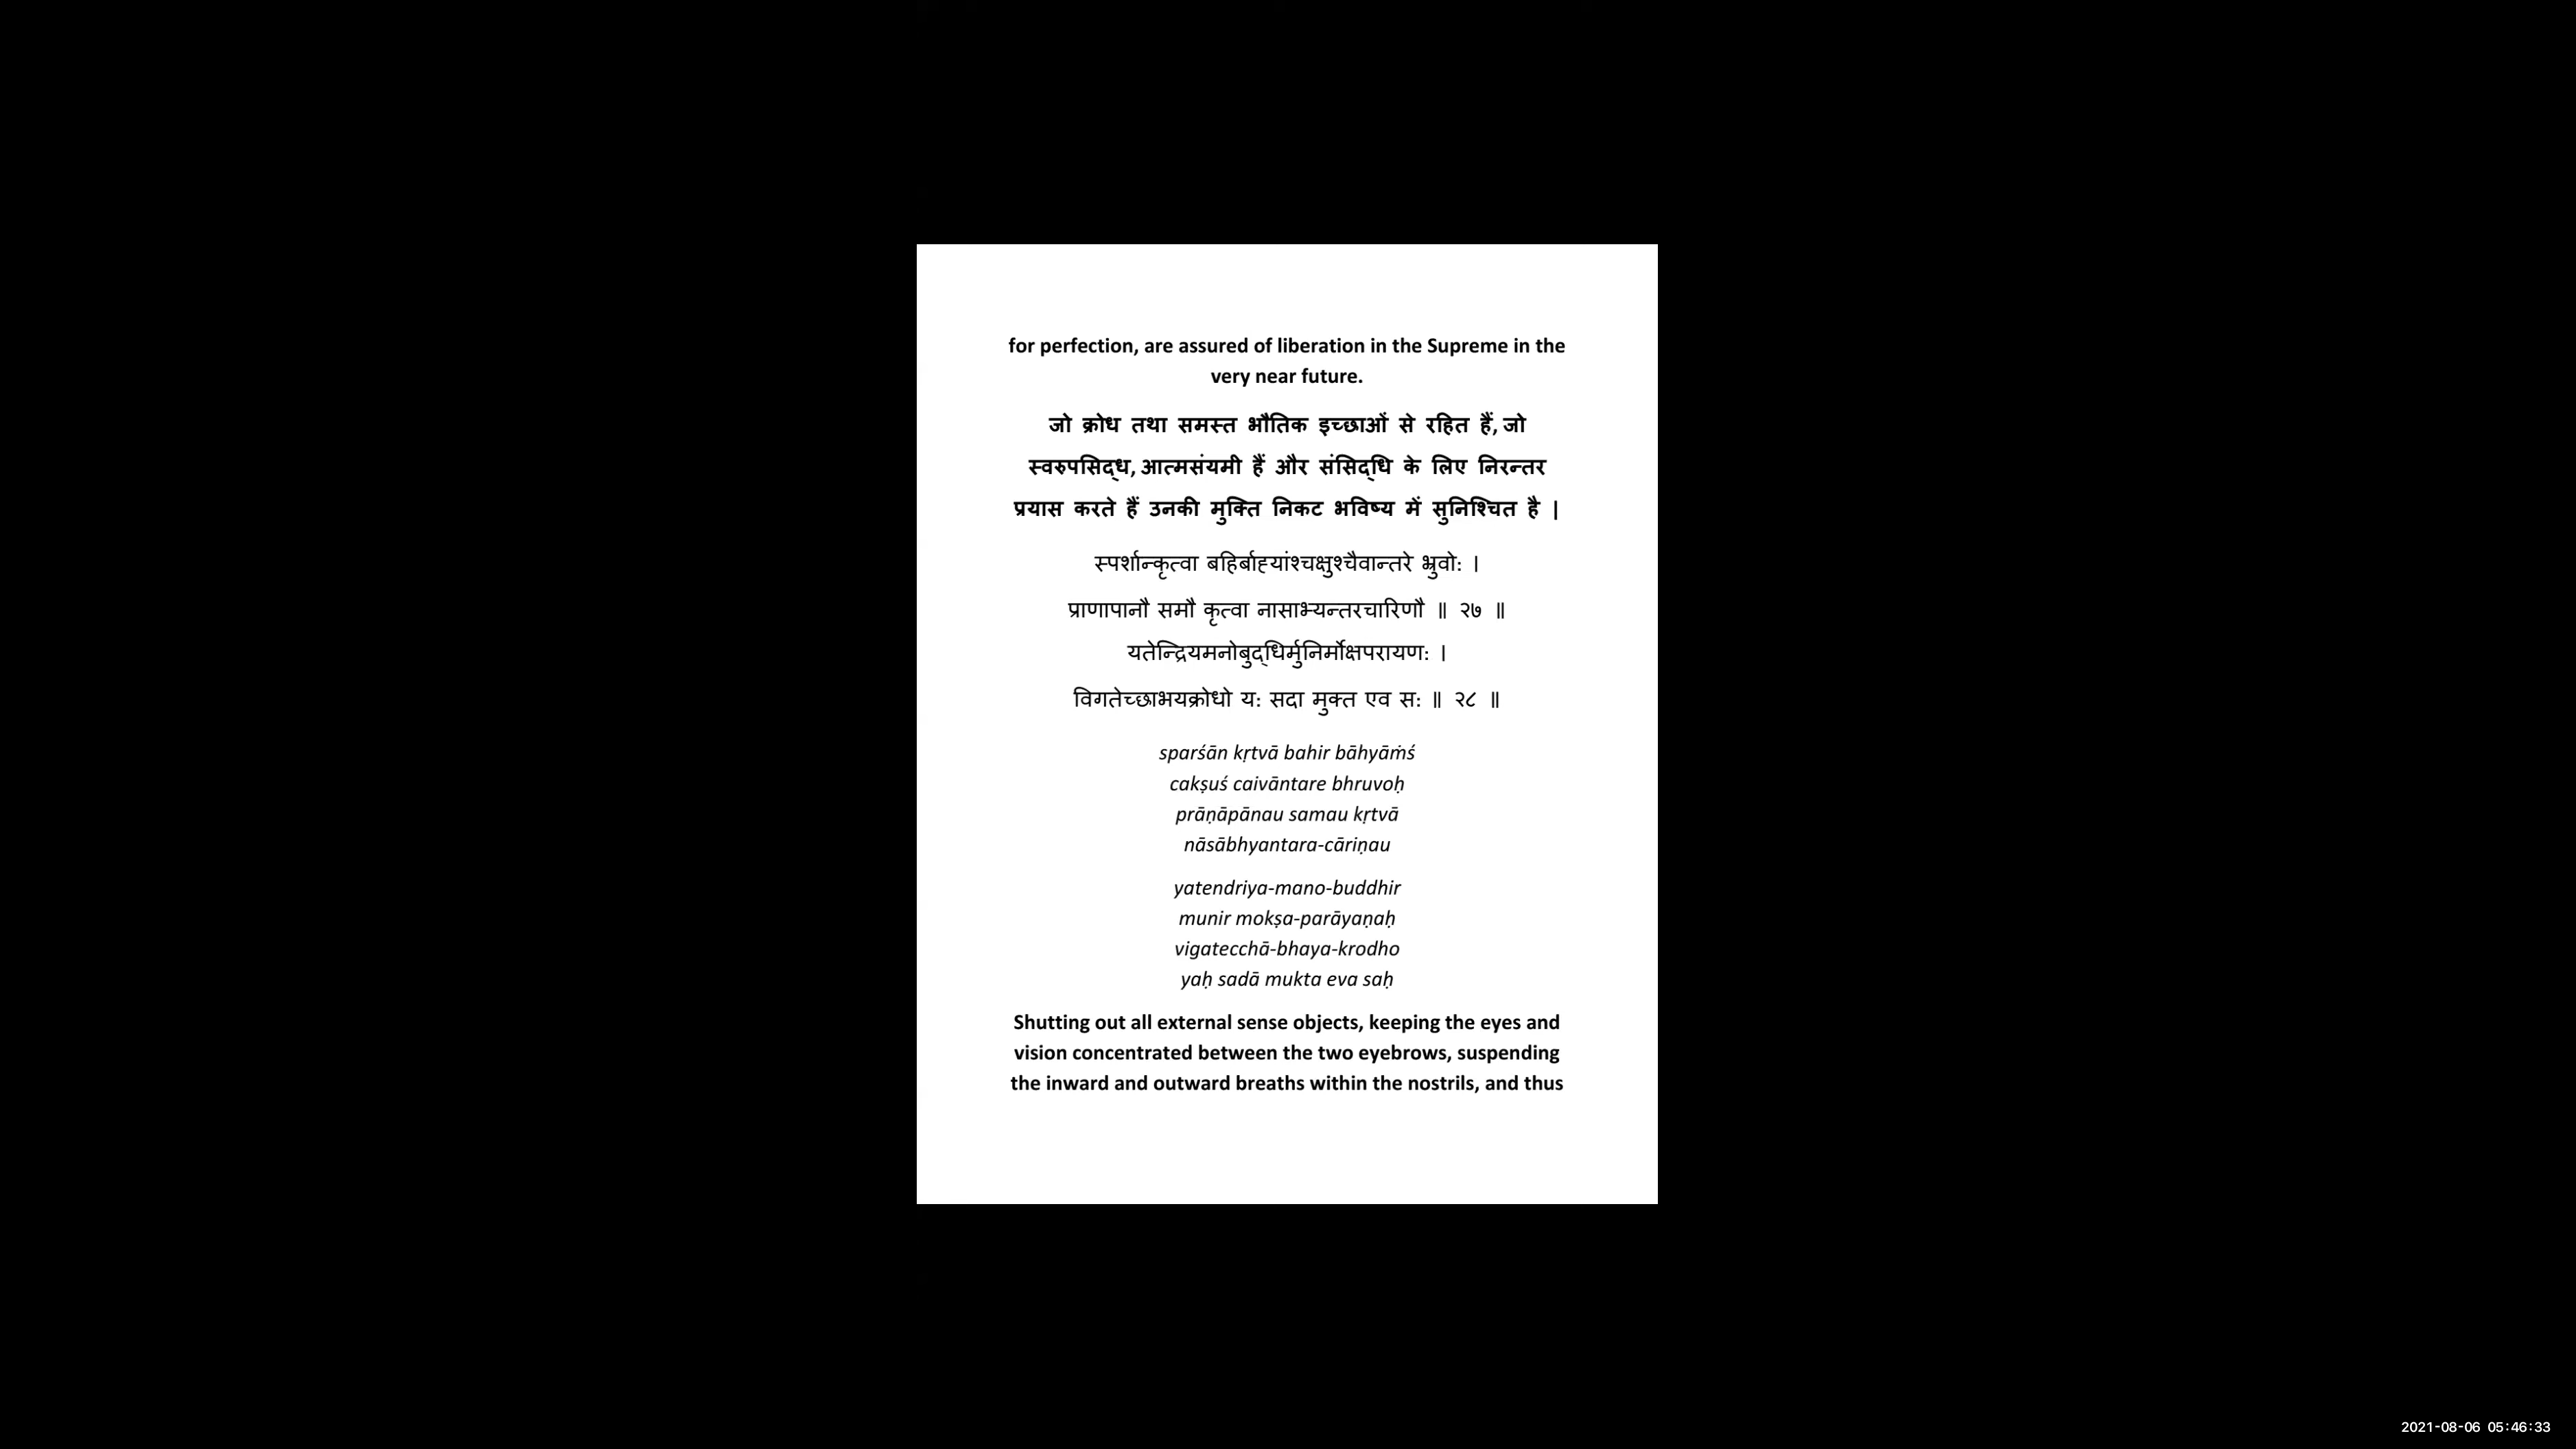 for perfection, are assured of liberation in the Supreme in the
very near future.
जो क्रोध तथा समस्त भौतिक इच्छाओं से रहित हैं, जो
स्वरुपसिद्ध, आत्मसंयमी हैं और संसिद्धि के लिए निरन्तर
प्रयास करते हैं उनकी मुक्ति निकट भविष्य में सुनिश्चित है |
स्पर्शान्कृत्वा बहिर्बाह्यांश्चक्षुश्चैवान्तरे भ्रुवो: ।
प्राणापानौ समौ कृत्वा नासाभ्यन्तरचारिणौ ॥ २७ ॥
यतेन्द्रियमनोबुद्धिर्मुनिर्मोक्षपरायण: ।
विगतेच्छाभयक्रोधो य: सदा मुक्त एव स: ॥ २८ ॥
sparśān kṛtvā bahir bāhyāṁś
cakṣuś caivāntare bhruvoḥ
prāṇāpānau samau kṛtvā
nāsābhyantara-cāriṇau
yatendriya-mano-buddhir
munir mokṣa-parāyaṇaḥ
vigatecchā-bhaya-krodho
yaḥ sadā mukta eva saḥ
Shutting out all external sense objects, keeping the eyes and
vision concentrated between the two eyebrows, suspending
the inward and outward breaths within the nostrils, and thus
2021-08-06 05:46:33